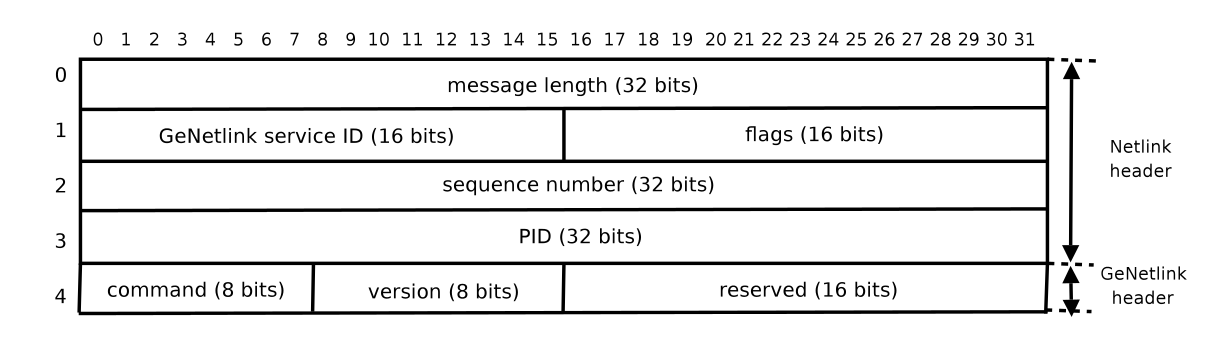 0 1 2 3 4 5 6 7 8 9 10 11 12 13 14 15 16 17 18 19 20 21 22 23 24 25 26 27 28 29 30 31
0 message length (32 bits)
1 GeNetlink service ID (16 bits) flags (16 bits)
2 sequence number (32 bits)
3 PID (32 bits)
Netlink
header
4 command (8 bits) version (8 bits) reserved (16 bits)
GeNetlink
header